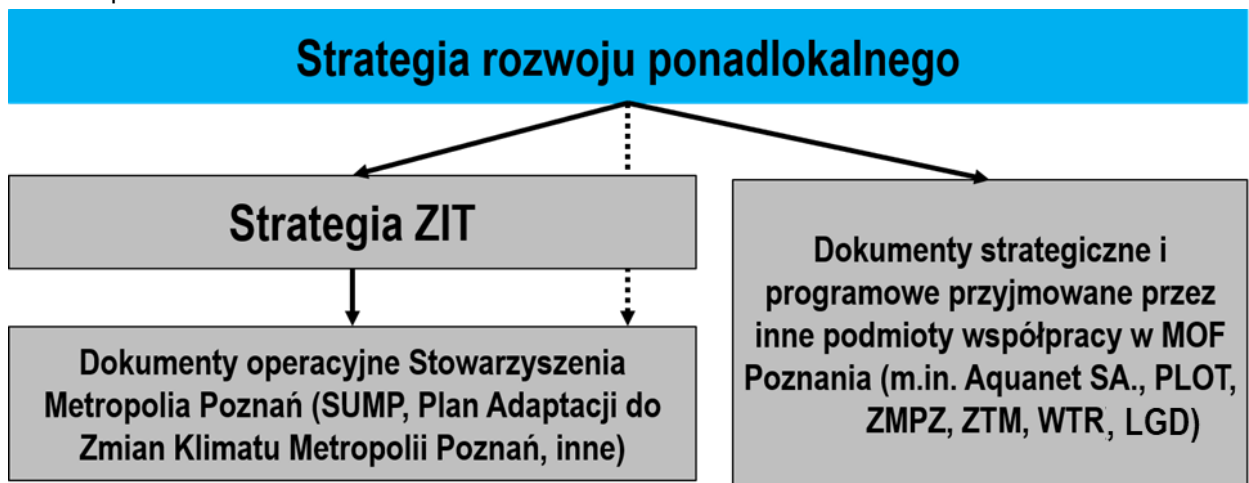 Strategia rozwoju ponadlokalnego
Strategia ZIT
Dokumenty operacyjne Stowarzyszenia
Metropolia Poznań (SUMP, Plan Adaptacji do
Zmian Klimatu Metropolii Poznań, inne)
Dokumenty strategiczne i
programowe przyjmowane przez
inne podmioty współpracy w MOF
Poznania (m.in. Aquanet SA., PLOT,
ZMPZ, ZTM, WTR, LGD)